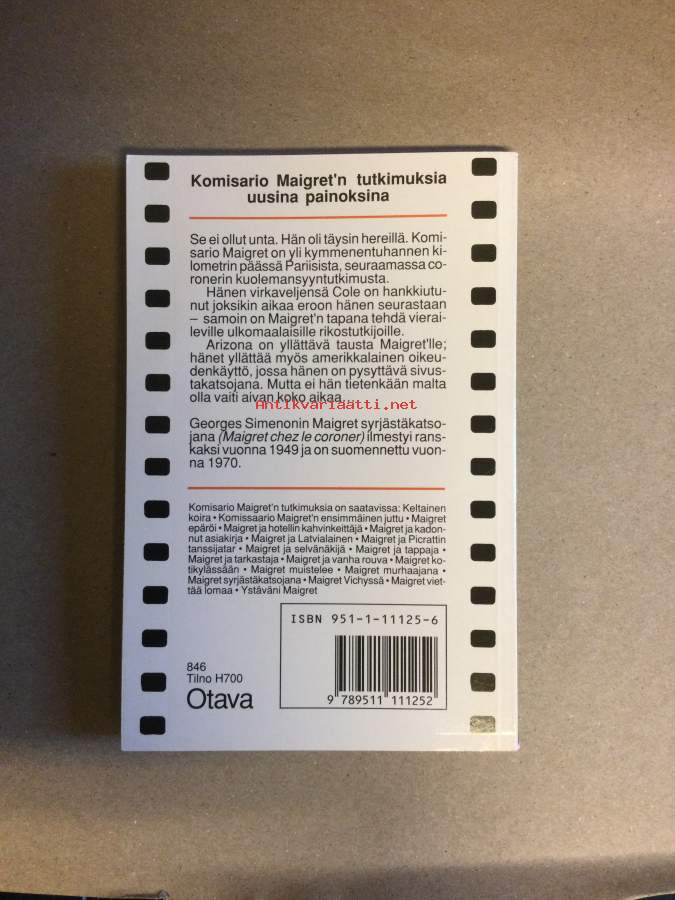 Komisario Maigret'n tutkimuksia
uusina painoksina
Se ei ollut unta. Hän oli täysin hereillä. Komi-
sario Maigret on yli kymmenentuhannen ki-
lometrin päässä Pariisista, seuraamassa co-
ronerin kuolemansyyntutkimusta.
Hänen virkaveljensä Cole on hankkiutu-
nut joksikin aikaa eroon hänen seurastaan
– samoin on Maigret'n tapana tehdä vierai-
leville ulkomaalaisille rikostutkijoille.
Arizona on yllättävä tausta Maigret'lle;
hänet yllättää myös amerikkalainen oikeu-
denkäyttö, jossa hänen on pysyttävä sivus-
takatsojana. Mutta ei hän tietenkään malta
olla vaiti aivan koko aikaa.
Antikvariaatti.net
Georges Simenonin Maigret syrjästäkatso-
jana (Maigret chez le coroner) ilmestyi rans-
kaksi vuonna 1949 ja on suomennettu vuon-
na 1970.
Komisario Maigret'n tutkimuksia on saatavissa: Keltainen
koira • Komissaario Maigret'n ensimmäinen juttu • Maigret
epäröi • Maigret ja hotellin kahvinkeittäjä • Maigret ja kadon-
nut asiakirja • Maigret ja Latvialainen • Maigret ja Picrattin
tanssijatar • Maigret ja selvänäkijä • Maigret ja tappaja •
Maigret ja tarkastaja • Maigret ja vanha rouva • Maigret ko-
tikylässään • Maigret muistelee • Maigret murhaajana •
Maigret syrjästäkatsojana • Maigret Vichyssä • Maigret viet-
tää lomaa • Ystäväni Maigret
ISBN 951-1-11125-6
846
Tilno H700
Otava
9 789511 111252